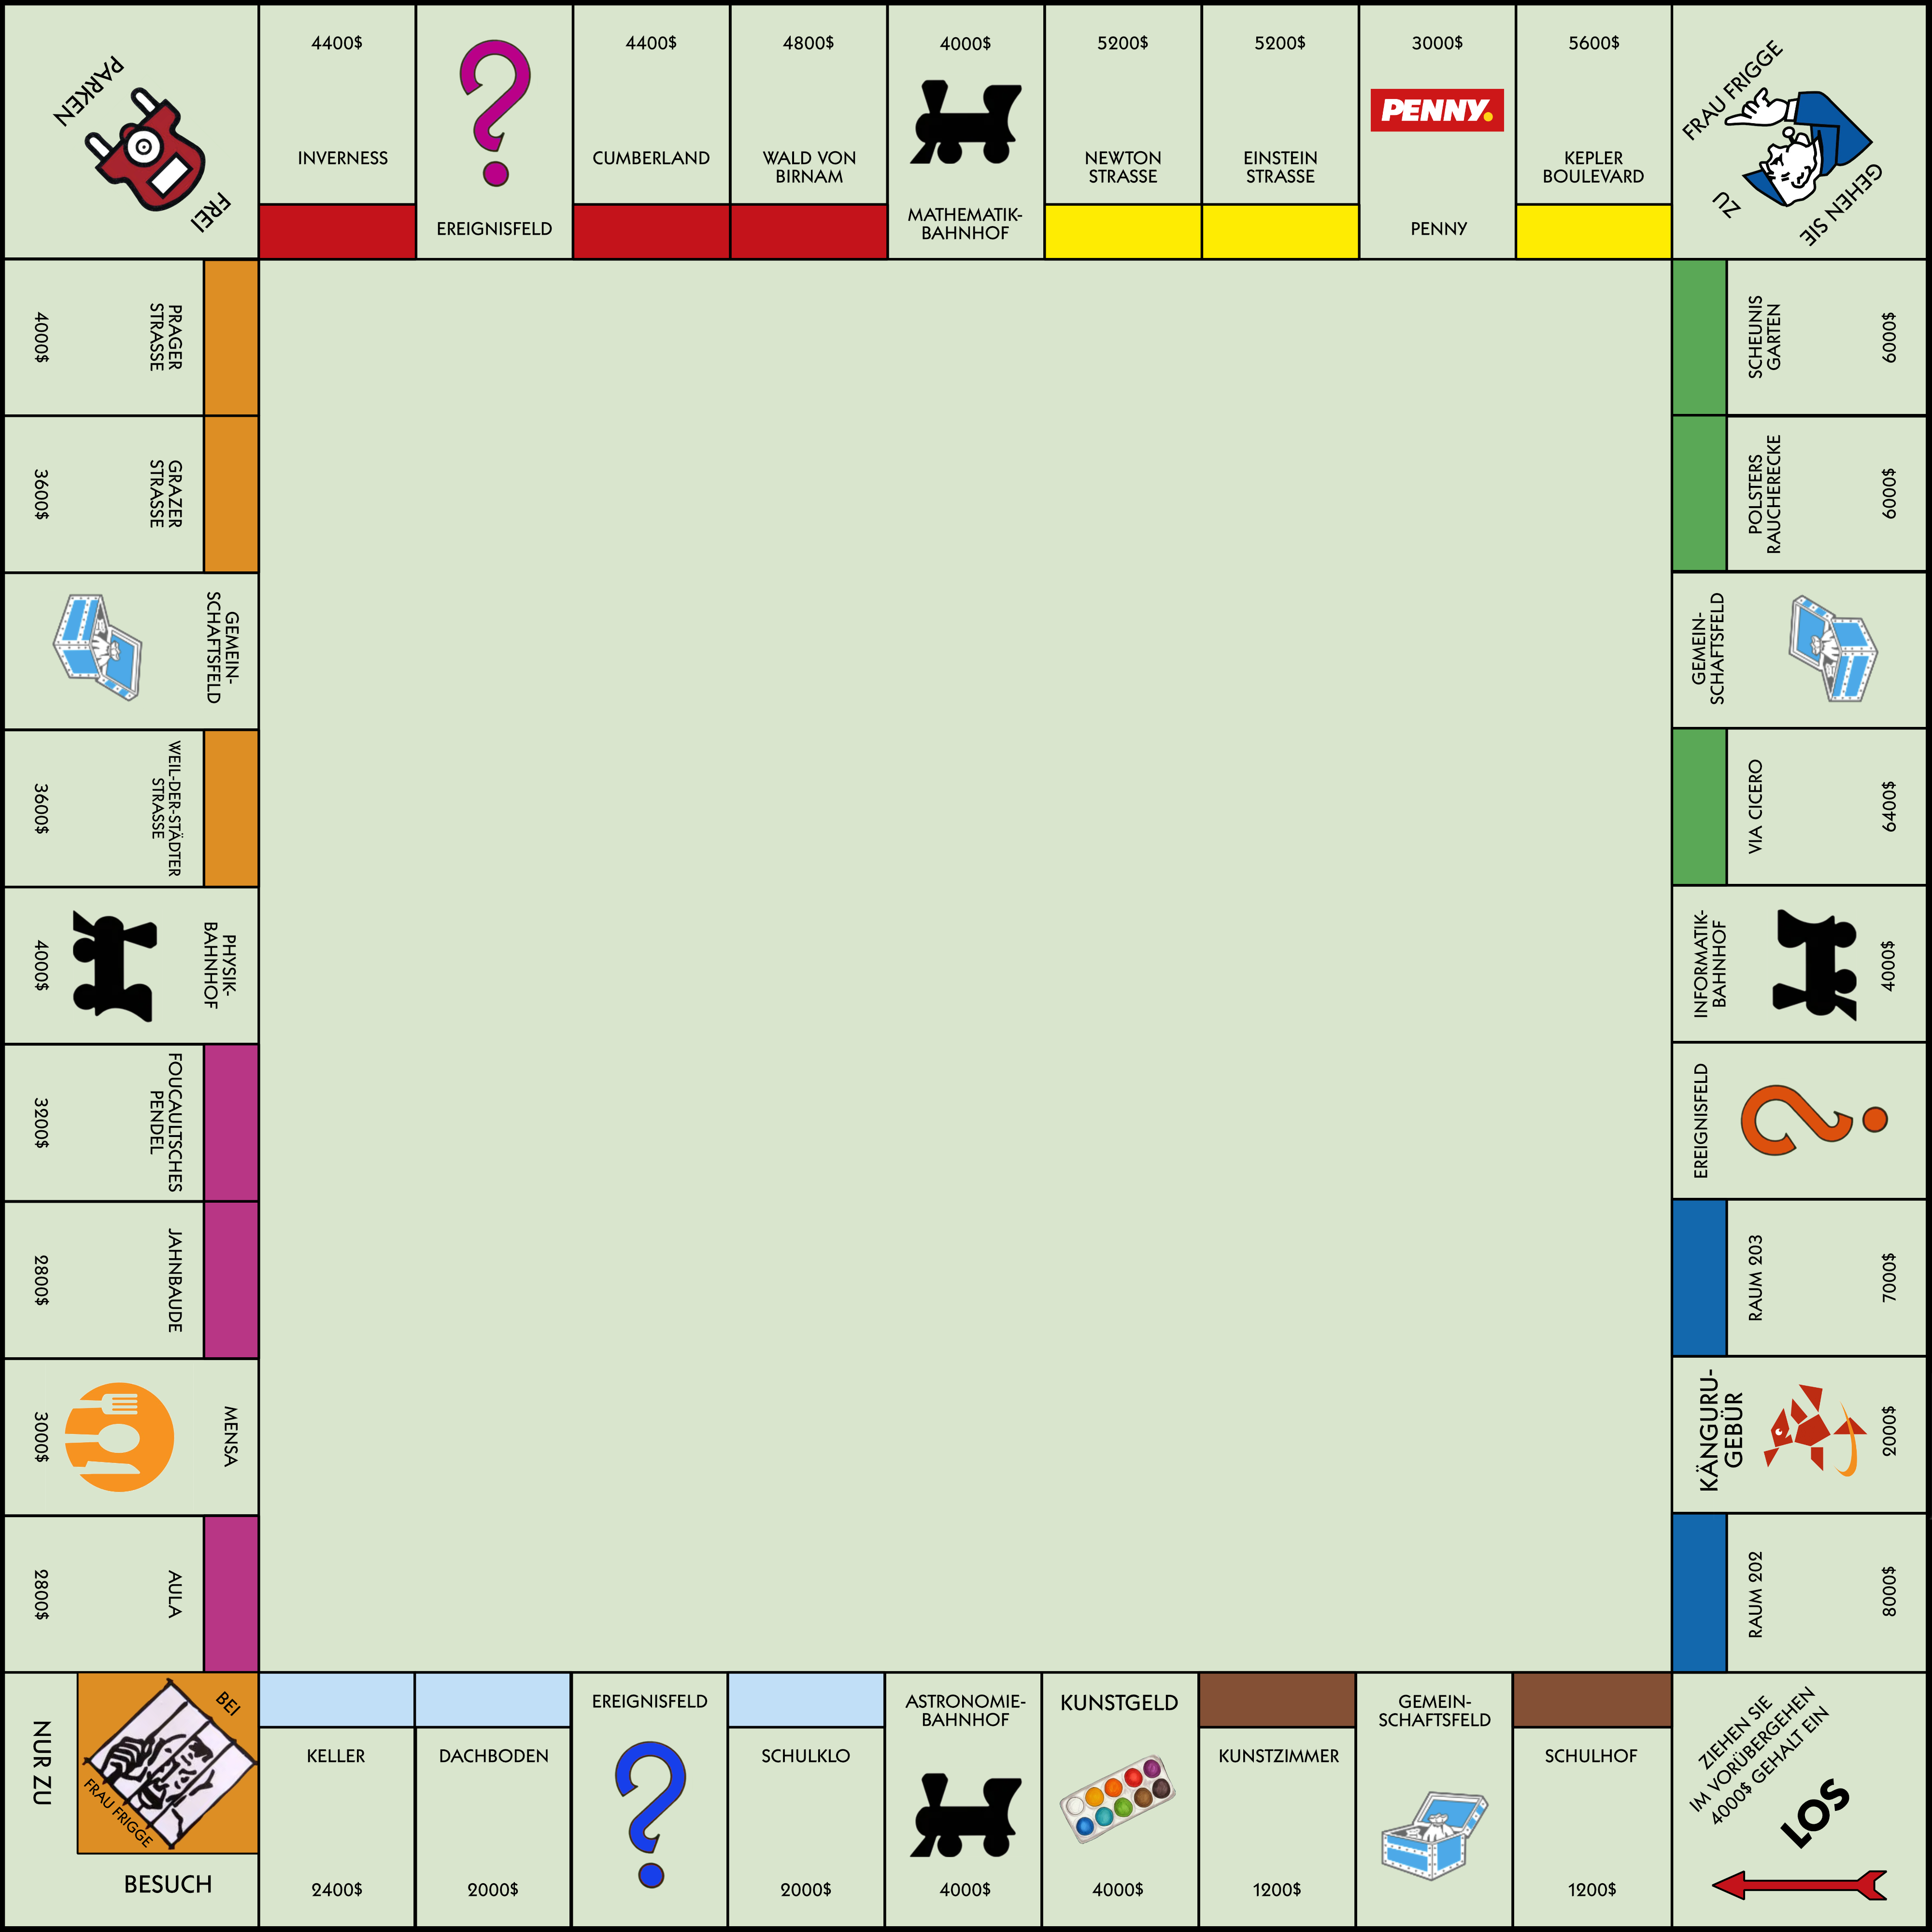 FREI
PARKEN
4400$
INVERNESS
EREIGNISFELD
4400$
CUMBERLAND
4800$
WALD VON
BIRNAM
4000$
MATHEMATIK-
BAHNHOF
5200$
NEWTON
STRASSE
5200$
EINSTEIN
STRASSE
3000$
PENNY.
PENNY
5600$
KEPLER
BOULEVARD
GEHEN SIE
ZU
FRAU FRIGGE
SCHEUNIS
GARTEN
6000$
POLSTERS
RAUCHERECKE
6000$
GEMEIN-
SCHAFTSFELD
VIA CICERO
6400$
INFORMATIK-
BAHNHOF
4000$
EREIGNISFELD
RAUM 203
7000$
KÄNGURU-
GEBÜR
2000$
RAUM 202
8000$
ZIEHEN SIE
IM VORÜBERGEHEN
4000$ GEHALT EIN
LOS
SCHULHOF
1200$
GEMEIN-
SCHAFTSFELD
KUNSTZIMMER
1200$
KUNSTGELD
4000$
ASTRONOMIE-
BAHNHOF
4000$
SCHULKLO
2000$
EREIGNISFELD
DACHBODEN
2000$
KELLER
2400$
BEI
FRAU FRIGGE
NUR ZU
BESUCH
AULA
2800$
MENSA
3000$
JAHNBAUDE
2800$
FOUCAULTSCHES
PENDEL
3200$
PHYSIK-
BAHNHOF
4000$
WEIL-DER-STÄDTER
STRASSE
3600$
GEMEIN-
SCHAFTSFELD
GRAZER
STRASSE
3600$
PRAGER
STRASSE
4000$